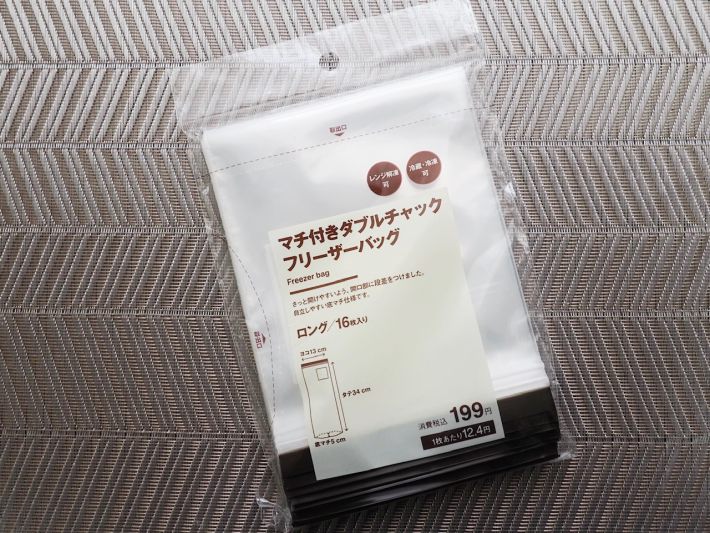 取出口
レンジ解凍
可
冷蔵・冷凍
可
マチ付きダブルチャック
フリーザーバッグ
Freezer bag
さっと開けやすいよう、開口部に段差をつけました。
自立しやすい底マチ仕様です。
取出口
ロング/16枚入り
ヨコ13cm
タテ34cm
底マチ5cm
消費税込 199円
1枚あたり12.4円